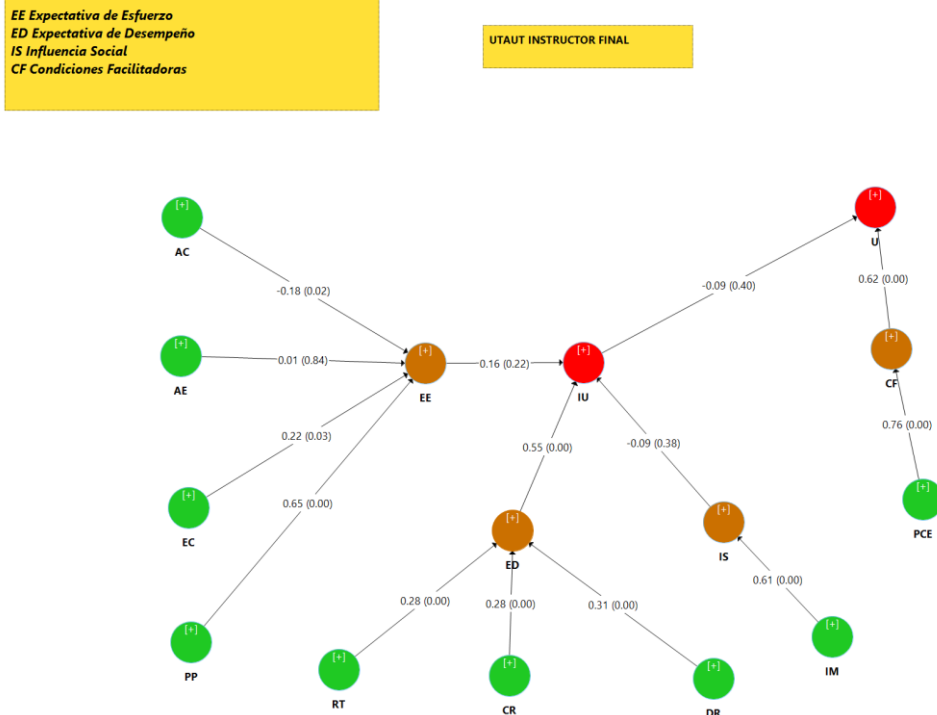 EE Expectativa de Esfuerzo
ED Expectativa de Desempeño
IS Influencia Social
CF Condiciones Facilitadoras
UTAUT INSTRUCTOR FINAL
[+]
[+]
AC
U
-0.18 (0.02)
-0.09 (0.40)
0.62 (0.00)
[+]
[+]
[+]
[+]
0.01 (0.84)
0.16 (0.22)
AE
EE
IU
CF
0.22 (0.03)
0.55 (0.00)
-0.09 (0.38)
0.76 (0.00)
[+]
0.65 (0.00)
[+]
[+]
[+]
EC
ED
IS
PCE
0.28 (0.00)
0.28 (0.00)
0.31 (0.00)
0.61 (0.00)
[+]
[+]
[+]
[+]
[+]
PP
RT
CR
DR
IM